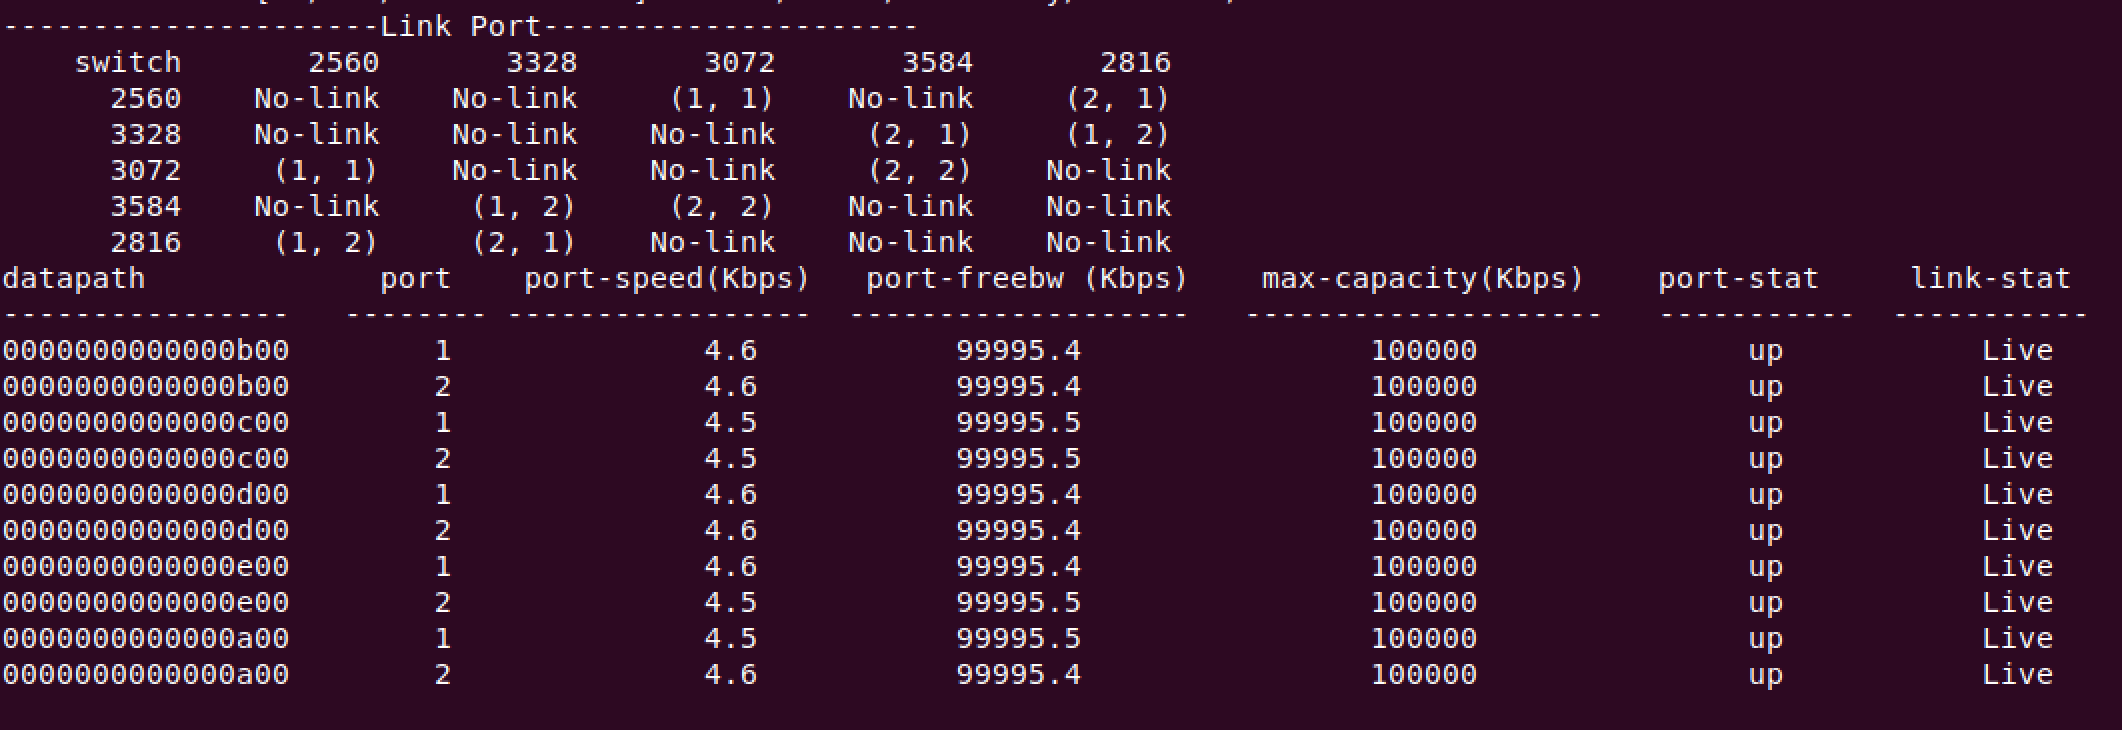 --------------------Link Port--------------------
switch 2560 3328 3072 3584 2816
2560 No-link No-link (1, 1) No-link (2, 1)
3328 No-link No-link No-link (2, 1) (1, 2)
3072 (1, 1) No-link No-link (2, 2) No-link
3584 No-link (1, 2) (2, 2) No-link No-link
2816 (1, 2) (2, 1) No-link No-link No-link
datapath port port-speed(Kbps) port-freebw (Kbps) max-capacity(Kbps) port-stat link-stat
---------------- -------- ----------------- ------------------- -------------------- ----------- -----------
0000000000000b00 1 4.6 99995.4 100000 up Live
0000000000000b00 2 4.6 99995.4 100000 up Live
0000000000000c00 1 4.5 99995.5 100000 up Live
0000000000000c00 2 4.5 99995.5 100000 up Live
0000000000000d00 1 4.6 99995.4 100000 up Live
0000000000000d00 2 4.6 99995.4 100000 up Live
0000000000000e00 1 4.6 99995.4 100000 up Live
0000000000000e00 2 4.5 99995.5 100000 up Live
0000000000000a00 1 4.5 99995.5 100000 up Live
0000000000000a00 2 4.6 99995.4 100000 up Live